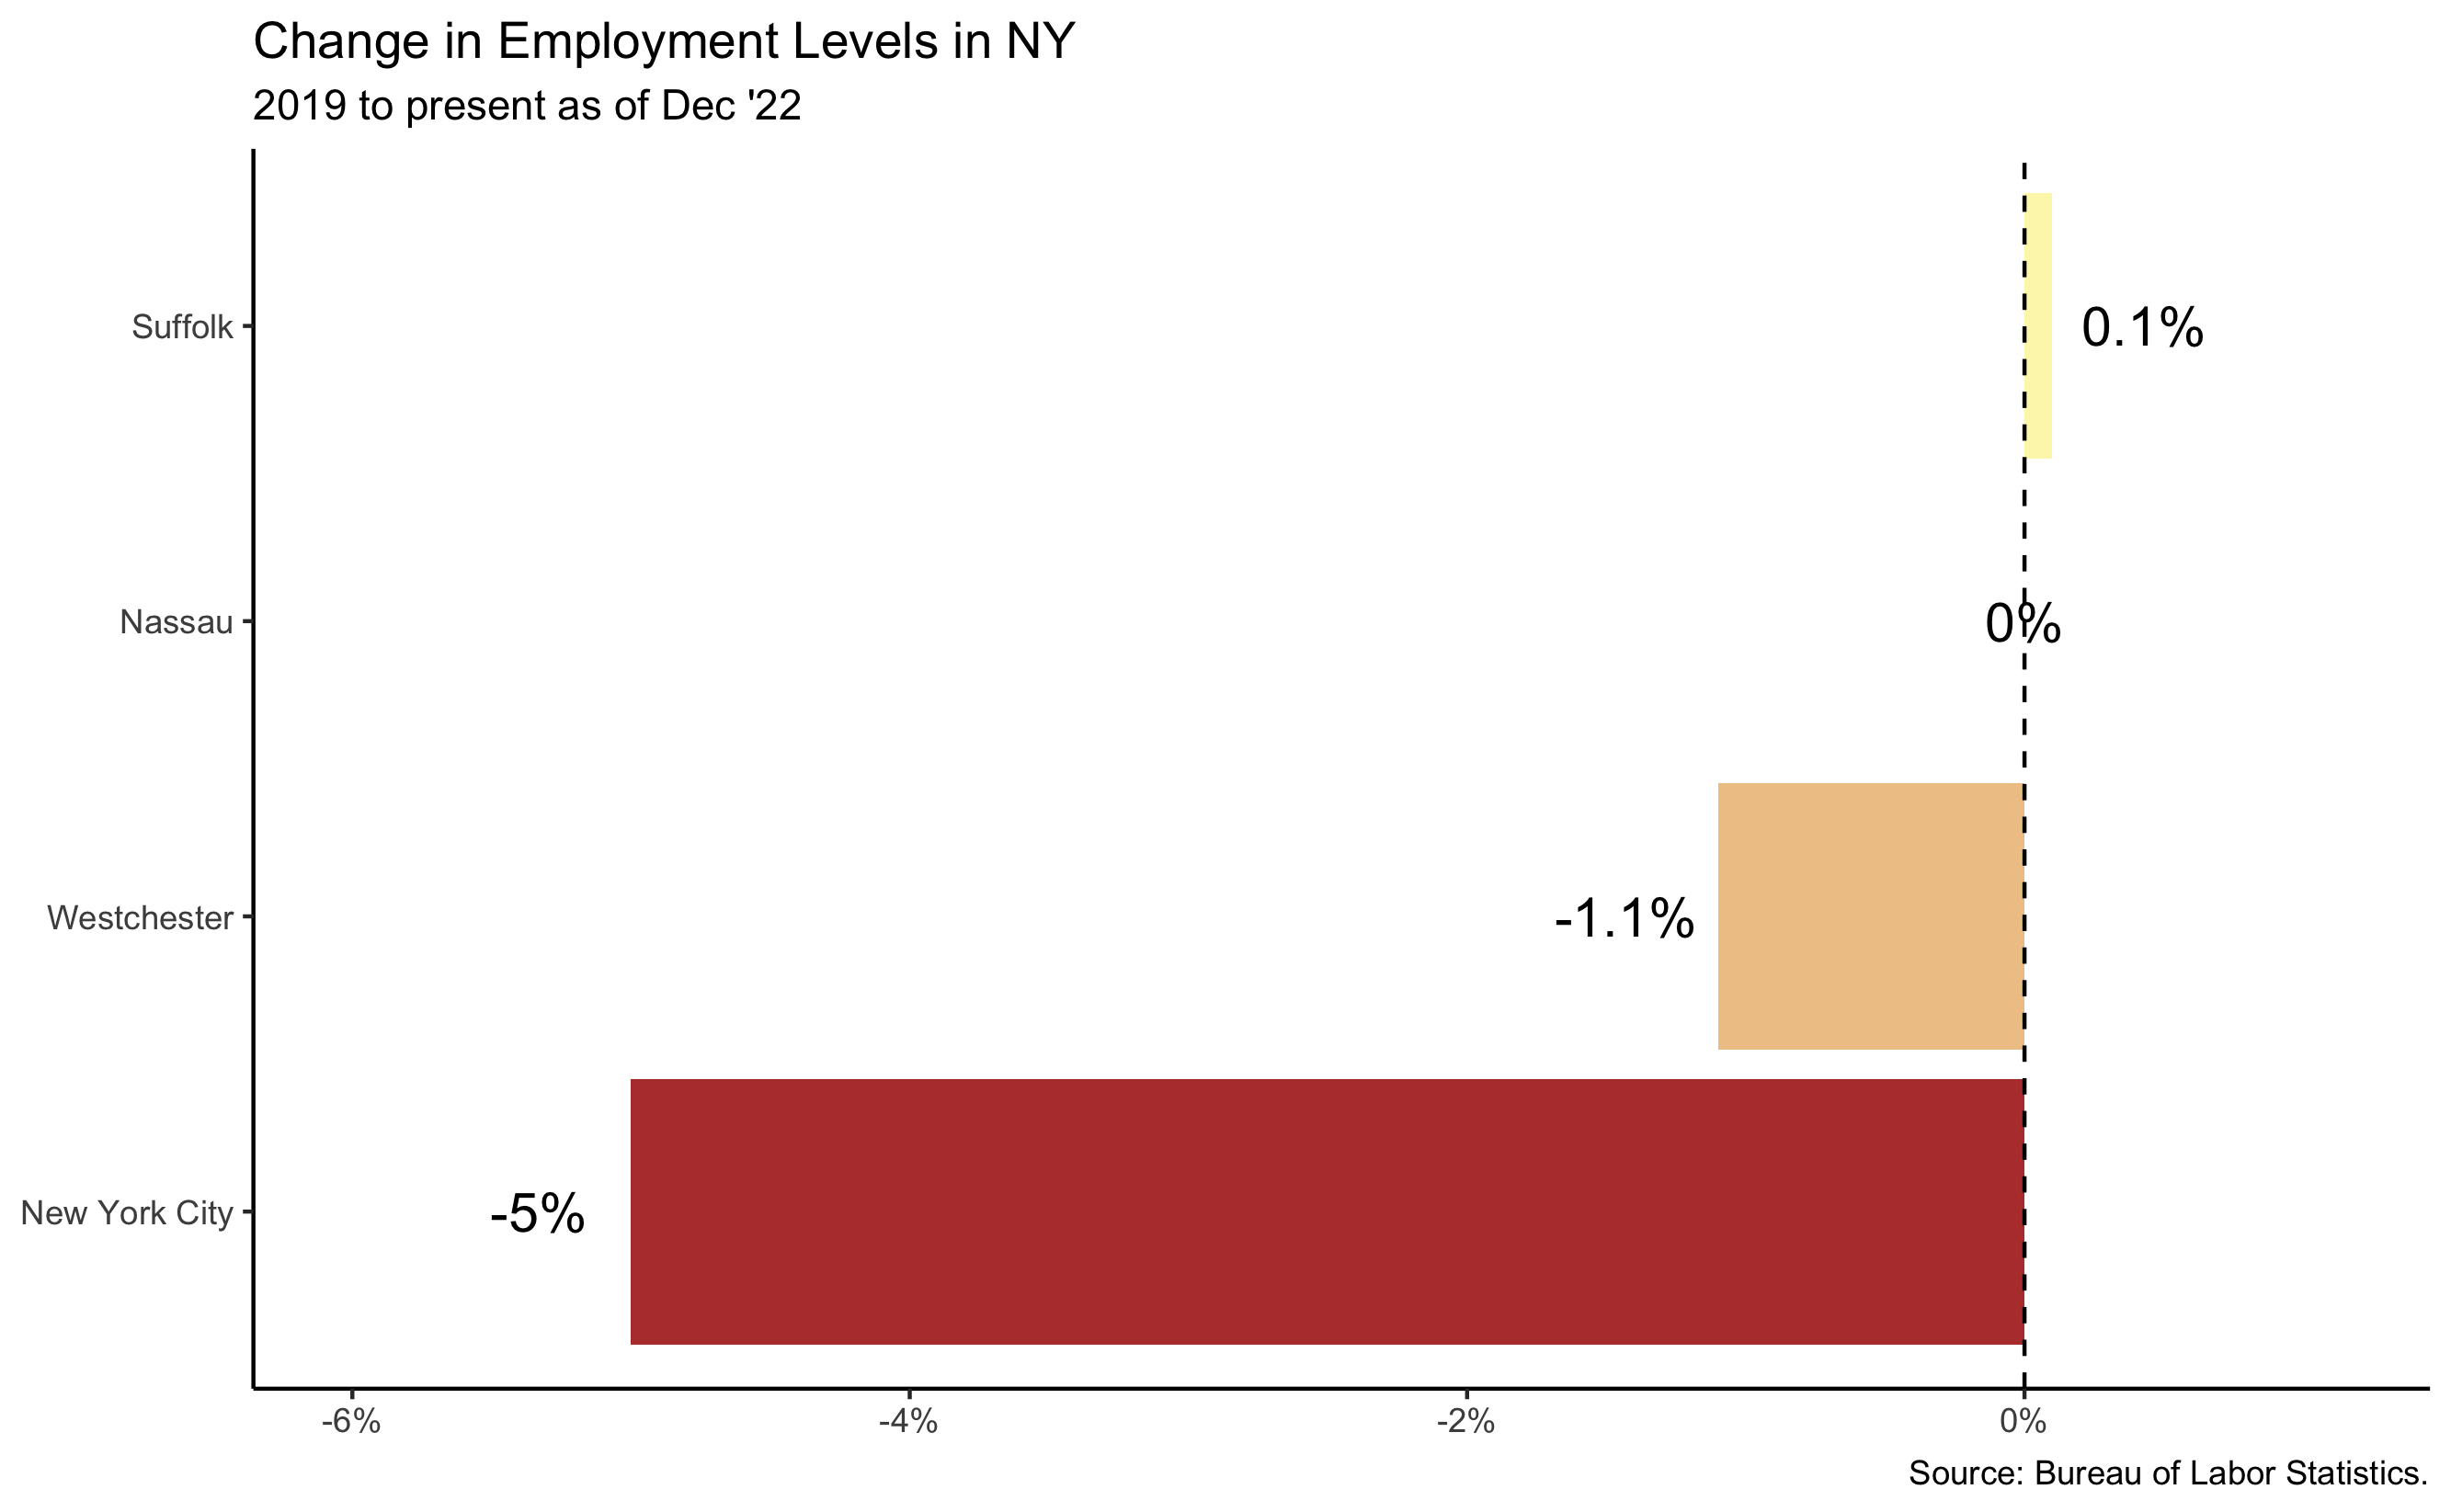 Change in Employment Levels in NY
2019 to present as of Dec '22
Suffolk
0.1%
Nassau
0%
Westchester
-1.1%
New York City
-5%
-6% -4% -2% 0%
Source: Bureau of Labor Statistics.